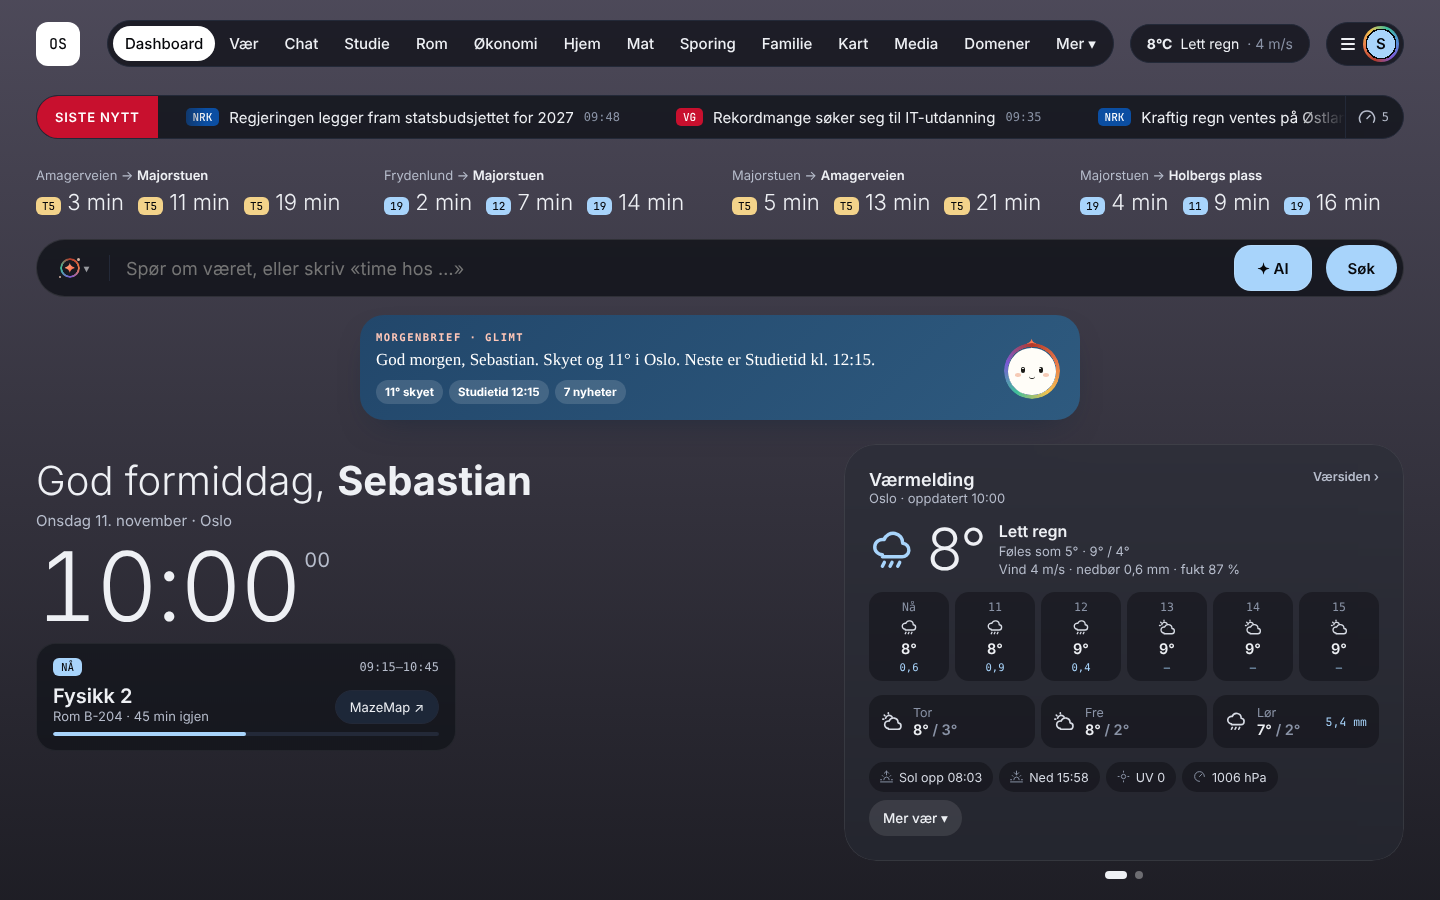 OS
Dashboard Vær Chat Studie Rom Økonomi Hjem Mat Sporing Familie Kart Media Domener Mer ▾
8°C Lett regn · 4 m/s
S
SISTE NYTT
NRK Regjeringen legger fram statsbudsjettet for 2027 09:48
VG Rekordmange søker seg til IT-utdanning 09:35
NRK Kraftig regn ventes på Østlan
5
Amagerveien → Majorstuen
T5 3 min T5 11 min T5 19 min
Frydenlund → Majorstuen
19 2 min 12 7 min 19 14 min
Majorstuen → Amagerveien
T5 5 min T5 13 min T5 21 min
Majorstuen → Holbergs plass
19 4 min 11 9 min 19 16 min
Spør om været, eller skriv «time hos ...»
✦ AI
Søk
MORGENBRIEF · GLIMT
God morgen, Sebastian. Skyet og 11° i Oslo. Neste er Studietid kl. 12:15.
11° skyet Studietid 12:15 7 nyheter
God formiddag, Sebastian
Onsdag 11. november · Oslo
10:00 00
NÅ 09:15–10:45
Fysikk 2
Rom B-204 · 45 min igjen
MazeMap ↗
Værmelding
Værsiden ›
Oslo · oppdatert 10:00
8°
Lett regn
Føles som 5° · 9° / 4°
Vind 4 m/s · nedbør 0,6 mm · fukt 87 %
Nå 11 12 13 14 15
8° 8° 9° 9° 9° 9°
0,6 0,9 0,4 – – –
Tor
8° / 3°
Fre
8° / 2°
Lør
7° / 2°
5,4 mm
Sol opp 08:03 Ned 15:58 UV 0 1006 hPa
Mer vær ▾